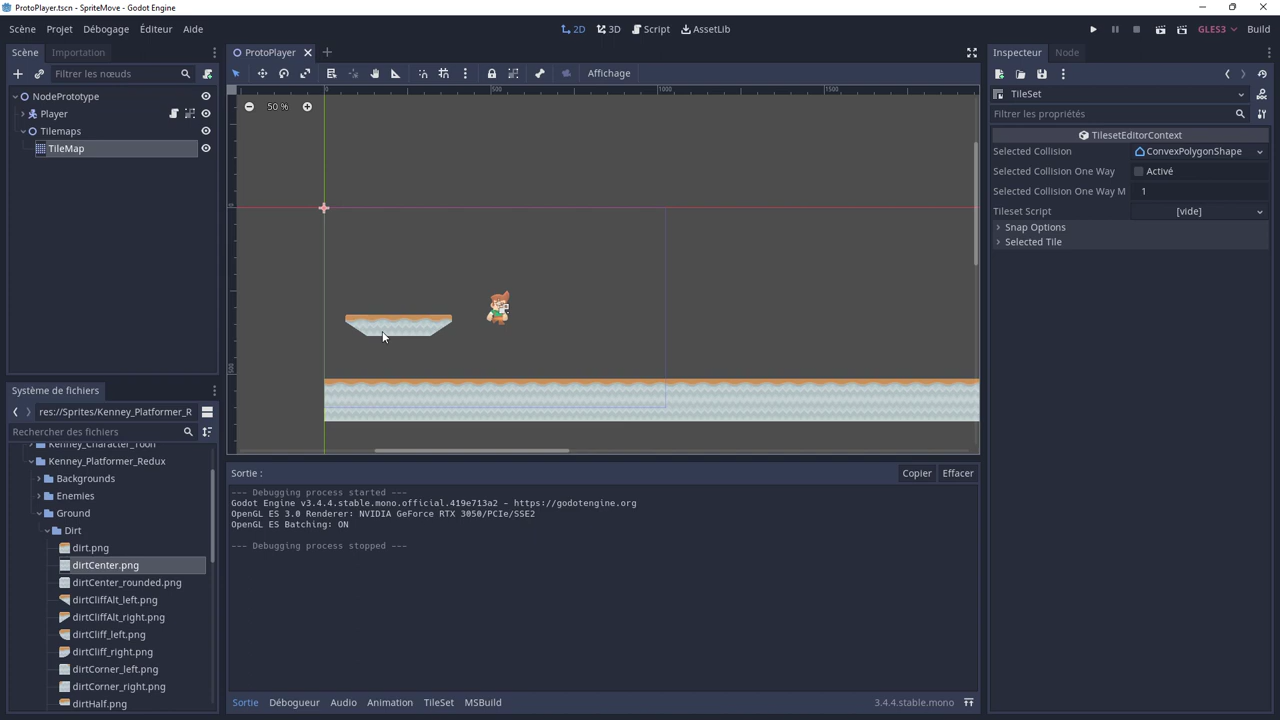 ProtoPlayer.tscn - SpriteMove - Godot Engine
Scène Projet Débogage Éditeur Aide
2D 3D Script AssetLib
GLES3 Build
Scène Importation
Filtrer les nœuds
NodePrototype
Player
Tilemaps
TileMap
Système de fichiers
res://Sprites/Kenney_Platformer_R
Rechercher des fichiers
Kenney_Character_Toon
Kenney_Platformer_Redux
Backgrounds
Enemies
Ground
Dirt
dirt.png
dirtCenter.png
dirtCenter_rounded.png
dirtCliffAlt_left.png
dirtCliffAlt_right.png
dirtCliff_left.png
dirtCliff_right.png
dirtCorner_left.png
dirtCorner_right.png
dirtHalf.png
ProtoPlayer
Affichage
0 500 1000 1500
50 %
0
500
Sortie :
Copier Effacer
--- Debugging process started ---
Godot Engine v3.4.4.stable.mono.official.419e713a2 - https://godotengine.org
OpenGL ES 3.0 Renderer: NVIDIA GeForce RTX 3050/PCIe/SSE2
OpenGL ES Batching: ON
--- Debugging process stopped ---
Sortie Débogueur Audio Animation TileSet MSBuild
3.4.4.stable.mono
Inspecteur Node
TileSet
Filtrer les propriétés
TilesetEditorContext
Selected Collision ConvexPolygonShape
Selected Collision One Way Activé
Selected Collision One Way M 1
Tileset Script [vide]
Snap Options
Selected Tile